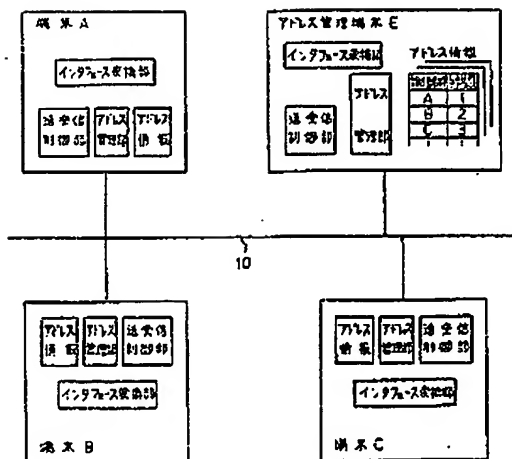 端末 A
インタフェース変換部
送受信
制御部
アドレス
管理部
アドレス
情報
アドレス管理端末 E
インタフェース変換部
送受信
制御部
アドレス
管理部
アドレス情報
A 1
B 2
C 3
10
アドレス
情報
アドレス
管理部
送受信
制御部
インタフェース変換部
端末 B
アドレス
情報
アドレス
管理部
送受信
制御部
インタフェース変換部
端末 C